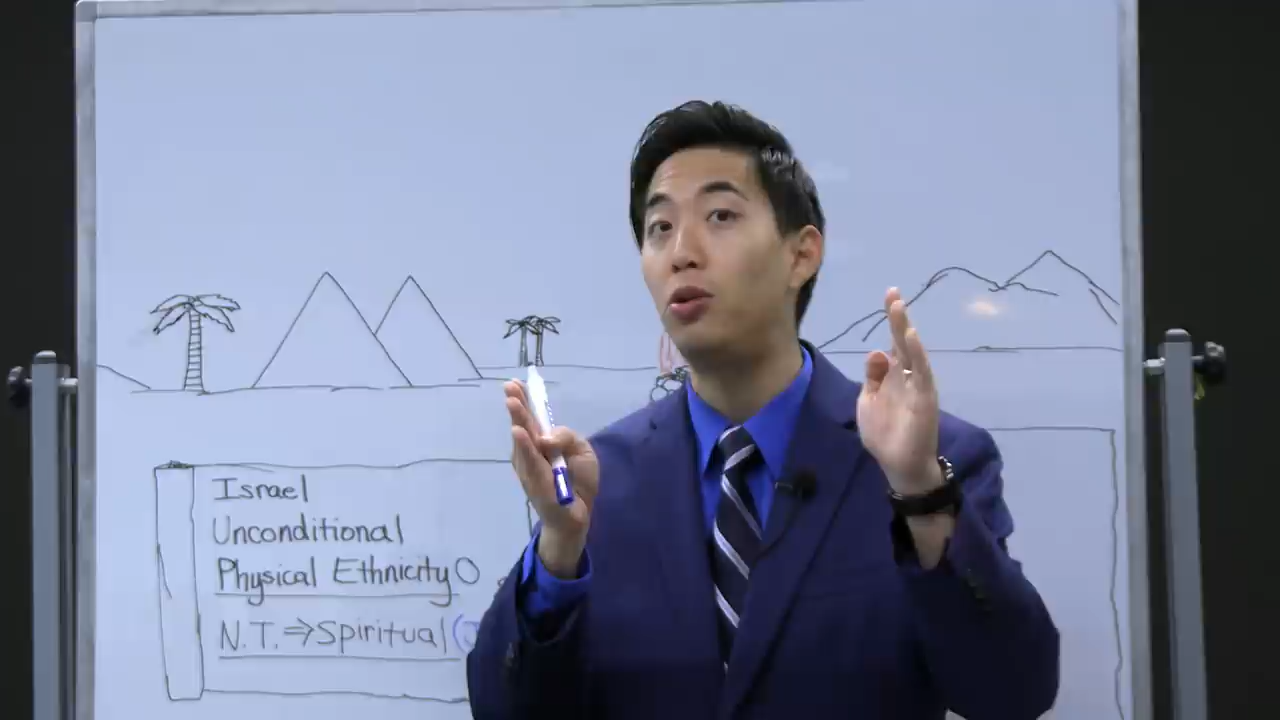 Israel
Unconditional
Physical Ethnicity O
N.T. ⇒ Spiritual (J